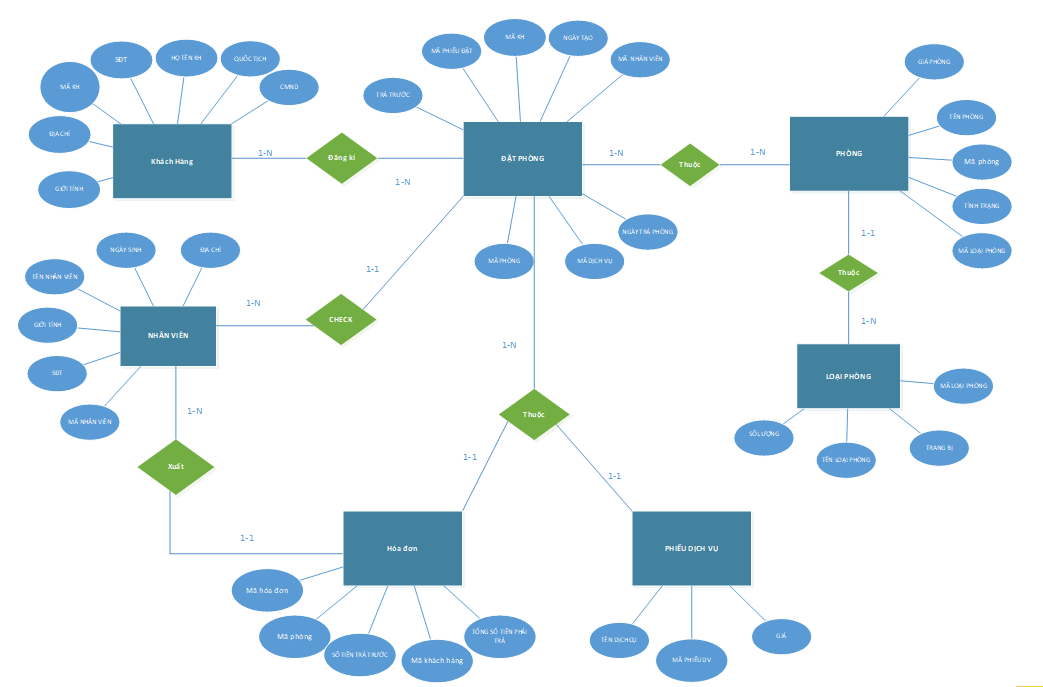 SĐT
HỌ TÊN KH
QUỐC TỊCH
MÃ KH
CMND
ĐỊA CHỈ
GIỚI TÍNH
Khách Hàng
1-N
Đăng kí
1-N
MÃ PHIẾU ĐẶT
MÃ KH
NGÀY TẠO
MÃ NHÂN VIÊN
TRẢ TRƯỚC
ĐẶT PHÒNG
MÃ PHÒNG
MÃ DỊCH VỤ
NGÀY TRẢ PHÒNG
1-N
Thuộc
1-N
GIÁ PHÒNG
TÊN PHÒNG
Mã phòng
TÌNH TRẠNG
MÃ LOẠI PHÒNG
PHÒNG
1-1
Thuộc
1-N
LOẠI PHÒNG
MÃ LOẠI PHÒNG
SỐ LƯỢNG
TÊN LOẠI PHÒNG
TRANG BỊ
NGÀY SINH
ĐỊA CHỈ
TÊN NHÂN VIÊN
GIỚI TÍNH
SĐT
MÃ NHÂN VIÊN
NHÂN VIÊN
1-N
CHECK
1-1
1-N
Xuất
1-1
1-N
Thuộc
1-1
1-1
Hóa đơn
Mã hóa đơn
Mã phòng
SỐ TIỀN TRẢ TRƯỚC
Mã khách hàng
TỔNG SỐ TIỀN PHẢI
TRẢ
PHIẾU DỊCH VỤ
TÊN DỊCH CỤ
MÃ PHIẾU DV
GIÁ